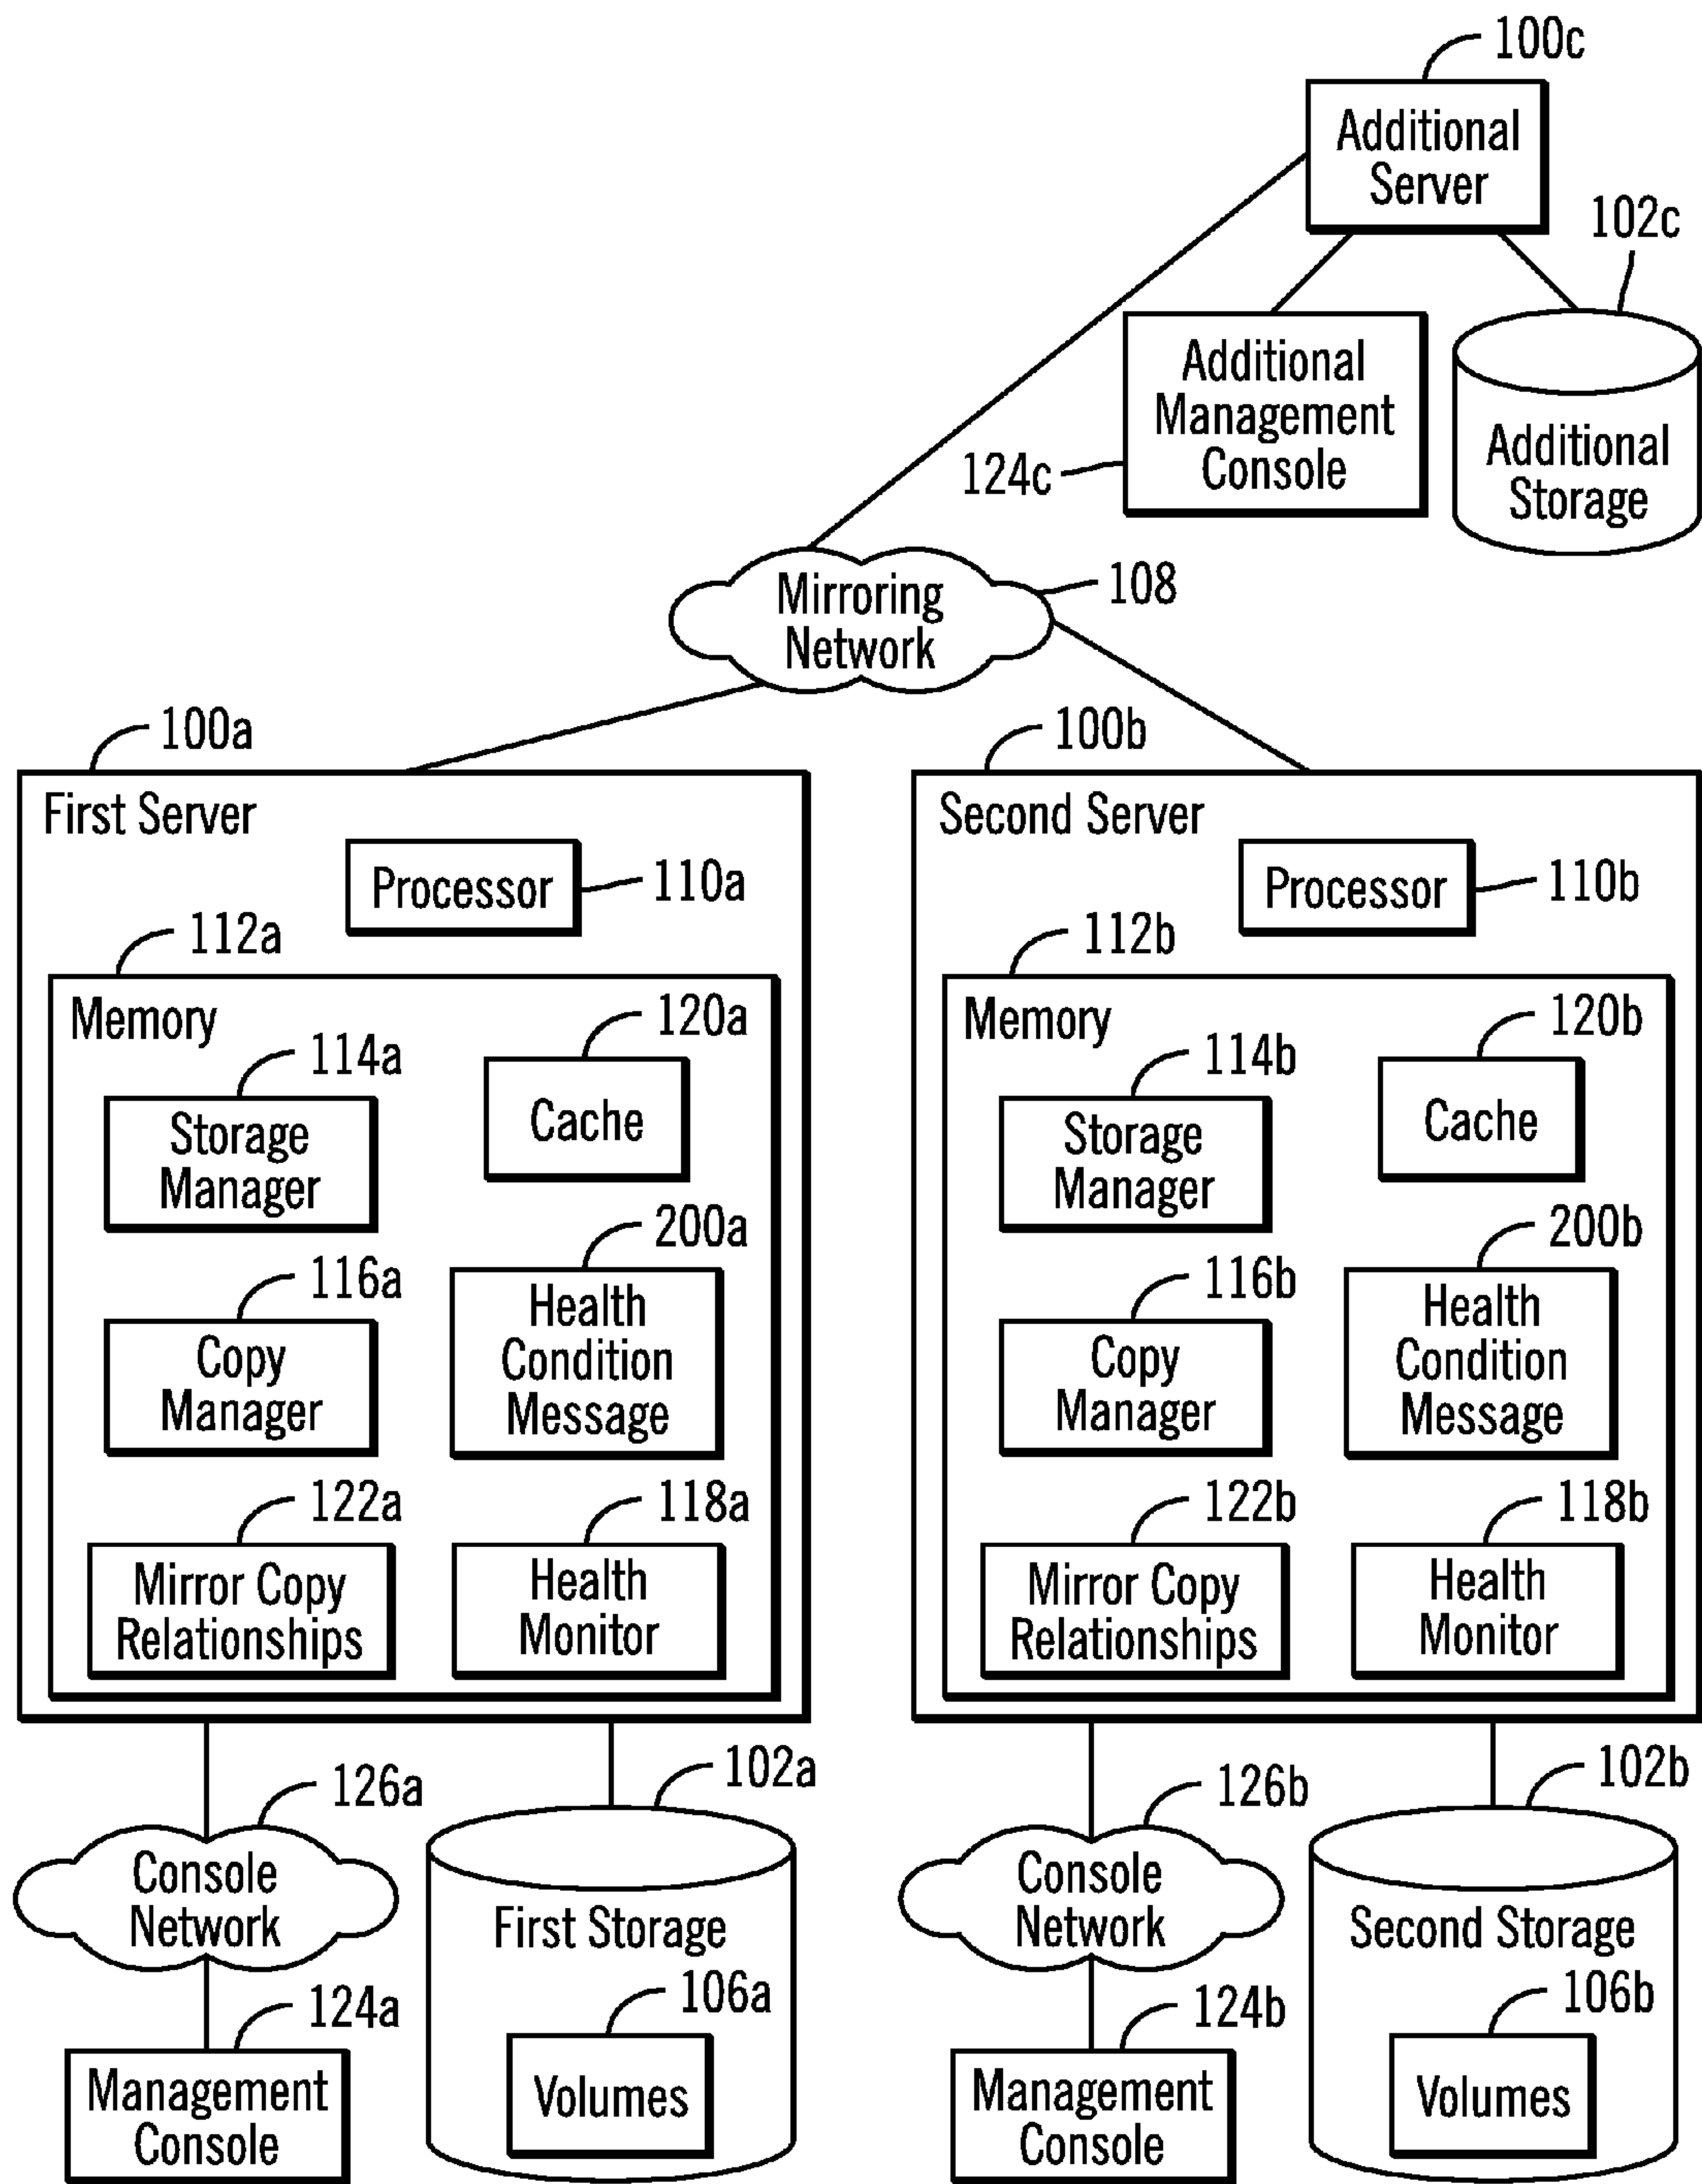 100c
Additional
Server
102c
Additional
Management
Console
124c
Additional
Storage
Mirroring
Network
108
100a
First Server
Processor
110a
112a
Memory
120a
114a
Cache
Storage
Manager
200a
116a
Health
Condition
Message
Copy
Manager
122a
118a
Mirror Copy
Relationships
Health
Monitor
100b
Second Server
Processor
110b
112b
Memory
120b
114b
Cache
Storage
Manager
200b
116b
Health
Condition
Message
Copy
Manager
122b
118b
Mirror Copy
Relationships
Health
Monitor
126a
Console
Network
102a
First Storage
124a
Management
Console
106a
Volumes
126b
Console
Network
102b
Second Storage
124b
Management
Console
106b
Volumes